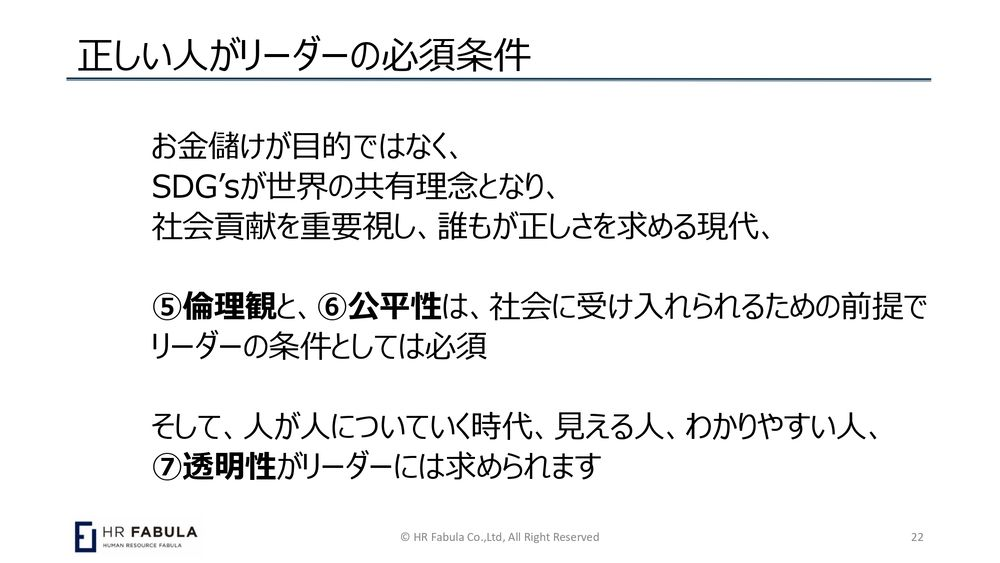 正しい人がリーダーの必須条件
お金儲けが目的ではなく、
SDG’sが世界の共有理念となり、
社会貢献を重要視し、誰もが正しさを求める現代、
⑤倫理観と、⑥公平性は、社会に受け入れられるための前提で
リーダーの条件としては必須
そして、人が人についていく時代、見える人、わかりやすい人、
⑦透明性がリーダーには求められます
HR FABULA
HUMAN RESOURCE FABULA
© HR Fabula Co.,Ltd, All Right Reserved
22